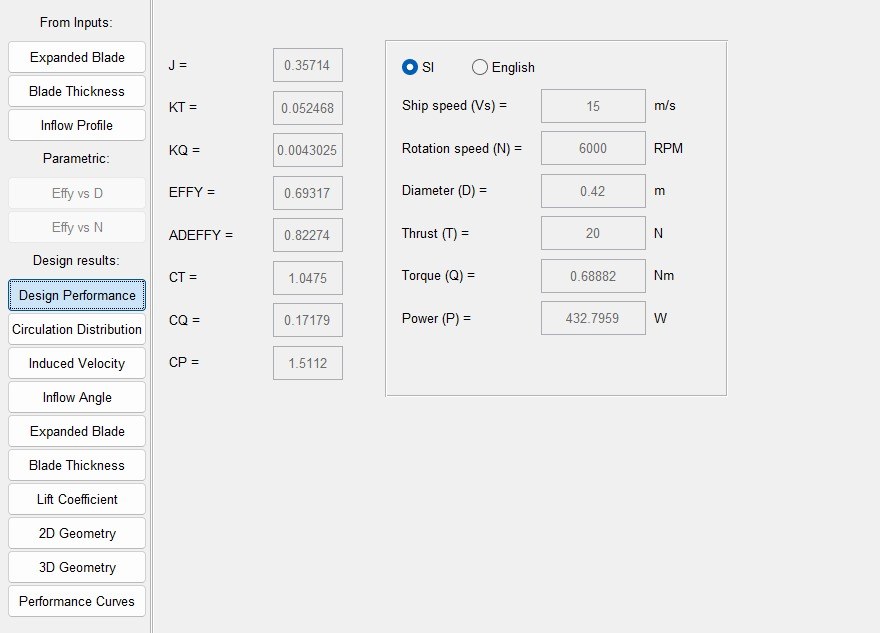 From Inputs:
Expanded Blade
Blade Thickness
Inflow Profile
Parametric:
Effy vs D
Effy vs N
Design results:
Design Performance
Circulation Distribution
Induced Velocity
Inflow Angle
Expanded Blade
Blade Thickness
Lift Coefficient
2D Geometry
3D Geometry
Performance Curves
J = 0.35714
KT = 0.052468
KQ = 0.0043025
EFFY = 0.69317
ADEFFY = 0.82274
CT = 1.0475
CQ = 0.17179
CP = 1.5112
SI English
Ship speed (Vs) = 15 m/s
Rotation speed (N) = 6000 RPM
Diameter (D) = 0.42 m
Thrust (T) = 20 N
Torque (Q) = 0.68882 Nm
Power (P) = 432.7959 W